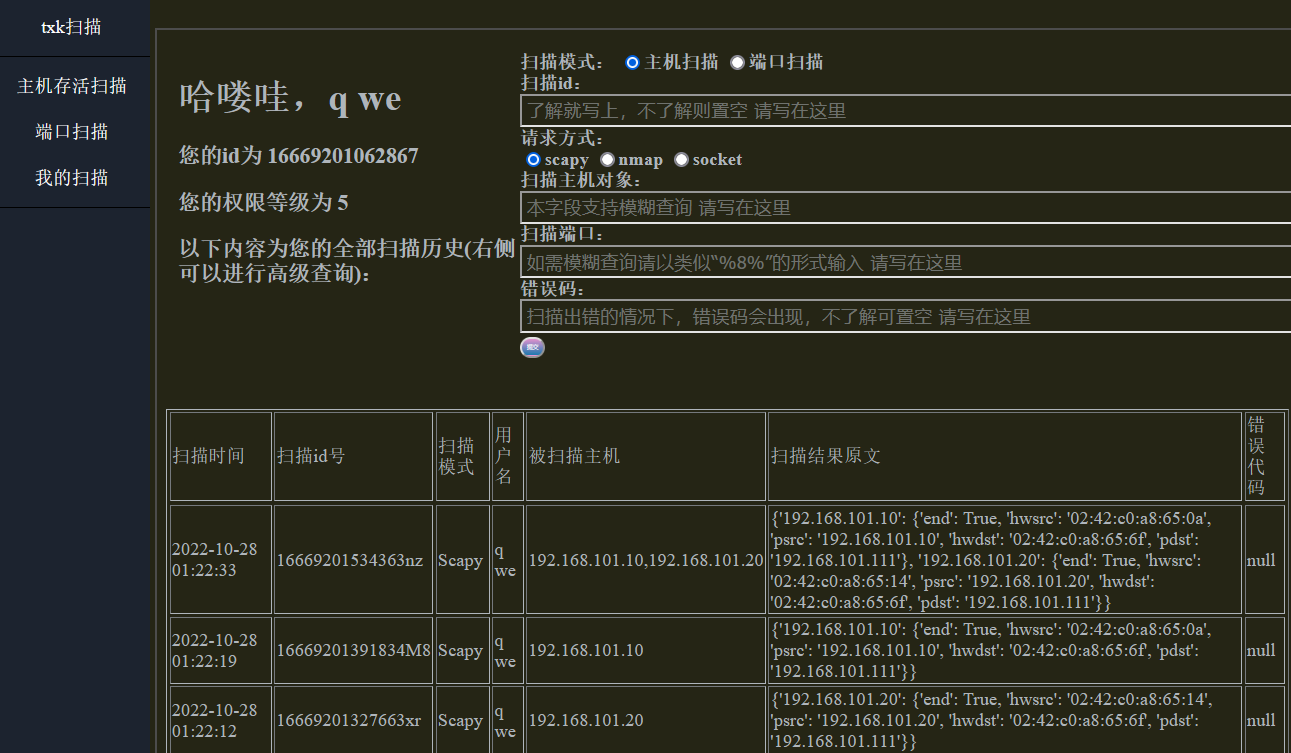 txk扫描
主机存活扫描
端口扫描
我的扫描
哈喽哇，q we
您的id为 16669201062867
您的权限等级为 5
以下内容为您的全部扫描历史(右侧
可以进行高级查询)：
扫描模式： 主机扫描 端口扫描
扫描id：
了解就写上，不了解则置空 请写在这里
请求方式：
scapy nmap socket
扫描主机对象：
本字段支持模糊查询 请写在这里
扫描端口：
如需模糊查询请以类似“%8%”的形式输入 请写在这里
错误码：
扫描出错的情况下，错误码会出现，不了解可置空 请写在这里
提交
扫描时间
扫描id号
扫描
模式
用
户
名
被扫描主机
扫描结果原文
错
误
代
码
2022-10-28
01:22:33
16669201534363nz
Scapy
q
we
192.168.101.10,192.168.101.20
{'192.168.101.10': {'end': True, 'hwsrc': '02:42:c0:a8:65:0a',
'psrc': '192.168.101.10', 'hwdst': '02:42:c0:a8:65:6f', 'pdst':
'192.168.101.111'}, '192.168.101.20': {'end': True, 'hwsrc':
'02:42:c0:a8:65:14', 'psrc': '192.168.101.20', 'hwdst':
'02:42:c0:a8:65:6f', 'pdst': '192.168.101.111'}}
null
2022-10-28
01:22:19
16669201391834M8
Scapy
q
we
192.168.101.10
{'192.168.101.10': {'end': True, 'hwsrc': '02:42:c0:a8:65:0a',
'psrc': '192.168.101.10', 'hwdst': '02:42:c0:a8:65:6f', 'pdst':
'192.168.101.111'}}
null
2022-10-28
01:22:12
16669201327663xr
Scapy
q
we
192.168.101.20
{'192.168.101.20': {'end': True, 'hwsrc': '02:42:c0:a8:65:14',
'psrc': '192.168.101.20', 'hwdst': '02:42:c0:a8:65:6f', 'pdst':
'192.168.101.111'}}
null